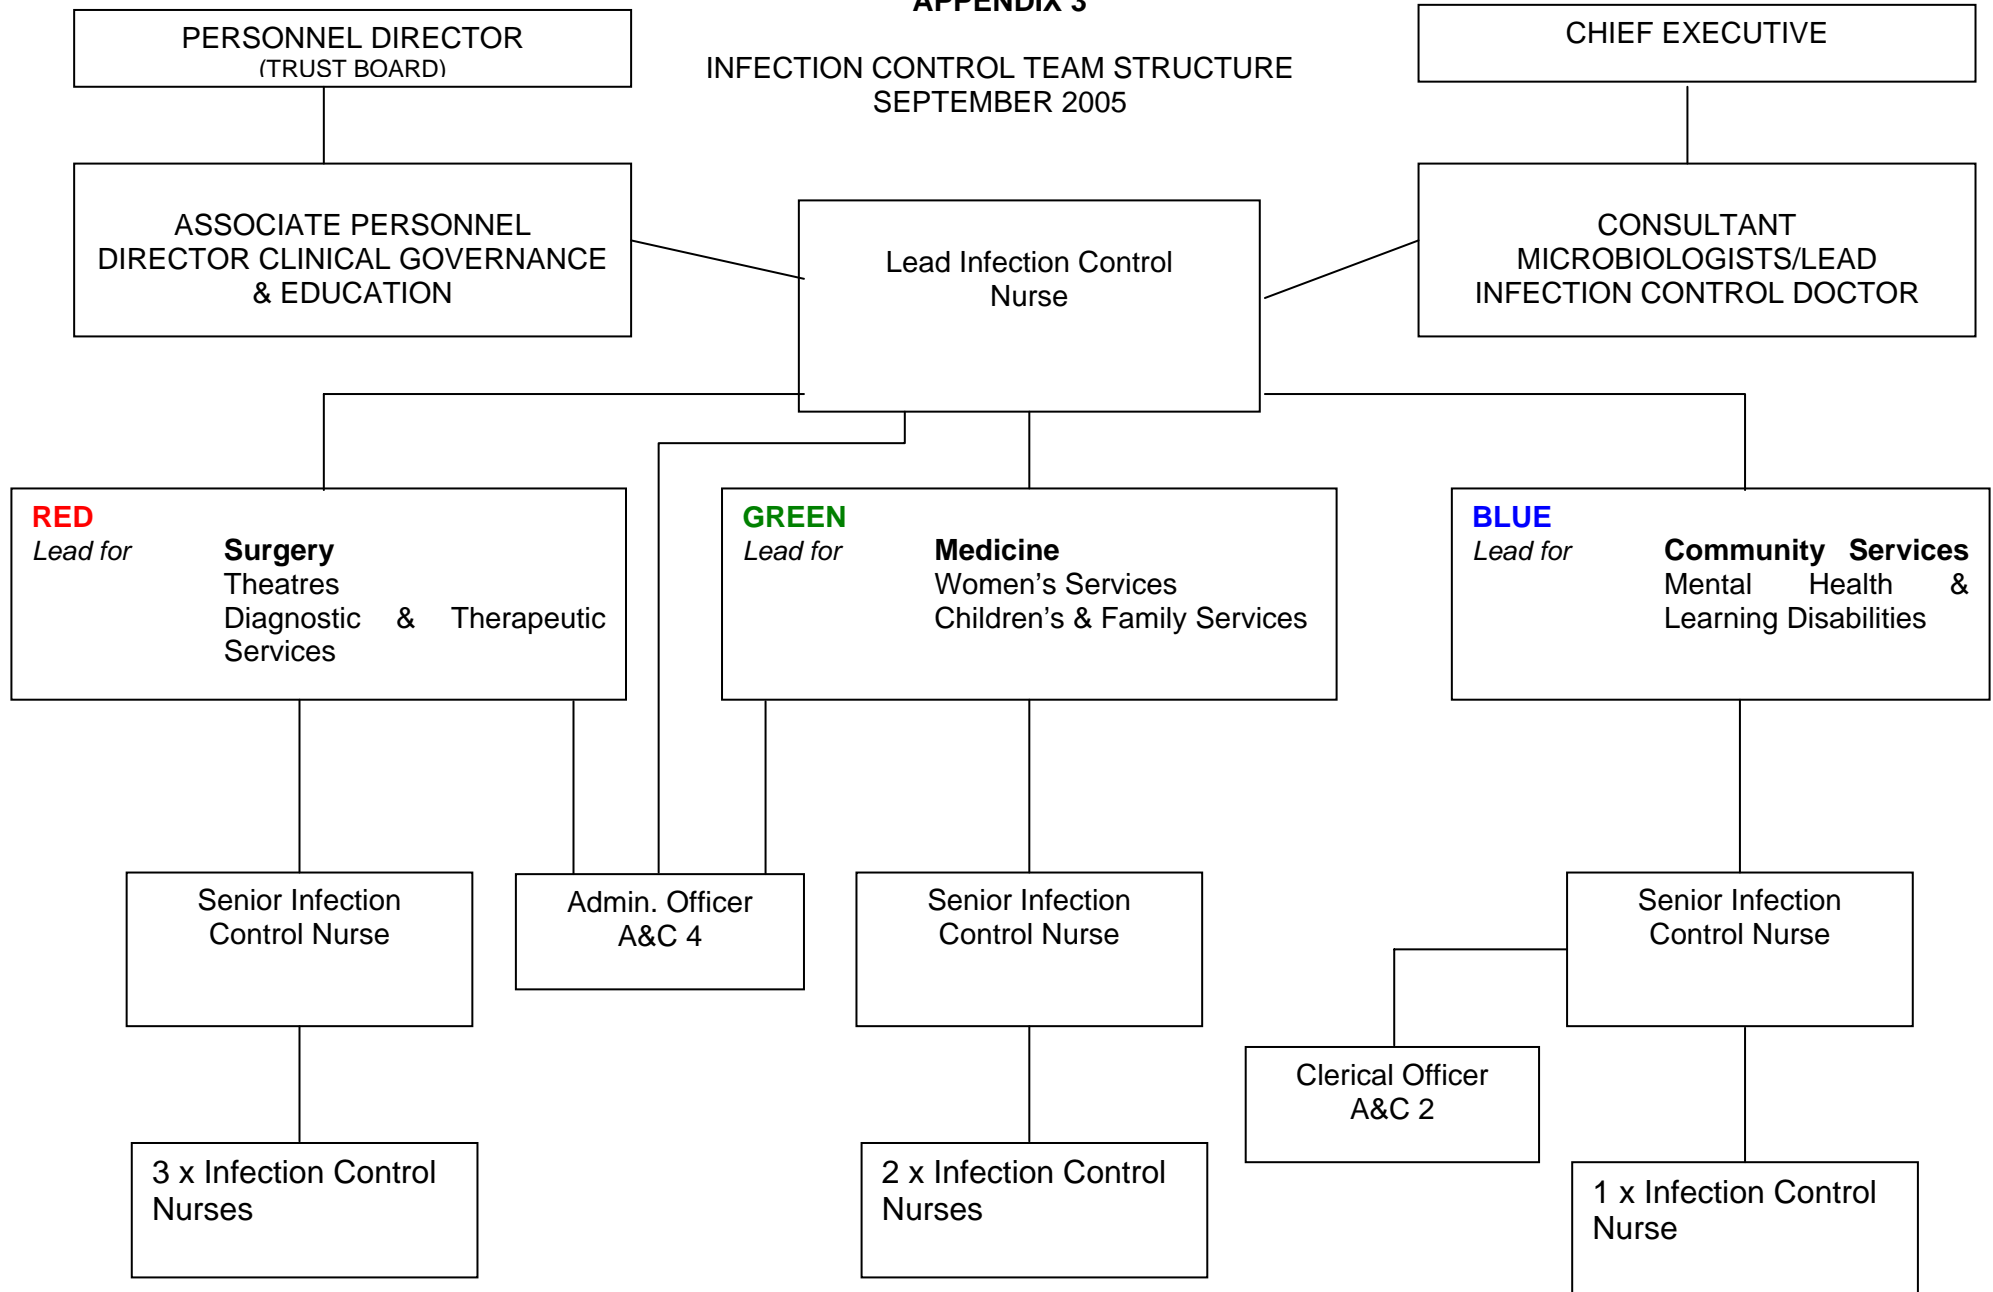 APPENDIX 3
PERSONNEL DIRECTOR
(TRUST BOARD)
INFECTION CONTROL TEAM STRUCTURE
SEPTEMBER 2005
CHIEF EXECUTIVE
ASSOCIATE PERSONNEL
DIRECTOR CLINICAL GOVERNANCE
& EDUCATION
Lead Infection Control
Nurse
CONSULTANT
MICROBIOLOGISTS/LEAD
INFECTION CONTROL DOCTOR
RED
Lead for Surgery
Theatres
Diagnostic & Therapeutic
Services
GREEN
Lead for Medicine
Women's Services
Children's & Family Services
BLUE
Lead for Community Services
Mental Health &
Learning Disabilities
Senior Infection
Control Nurse
Admin. Officer
A&C 4
Senior Infection
Control Nurse
Senior Infection
Control Nurse
Clerical Officer
A&C 2
3 x Infection Control
Nurses
2 x Infection Control
Nurses
1 x Infection Control
Nurse